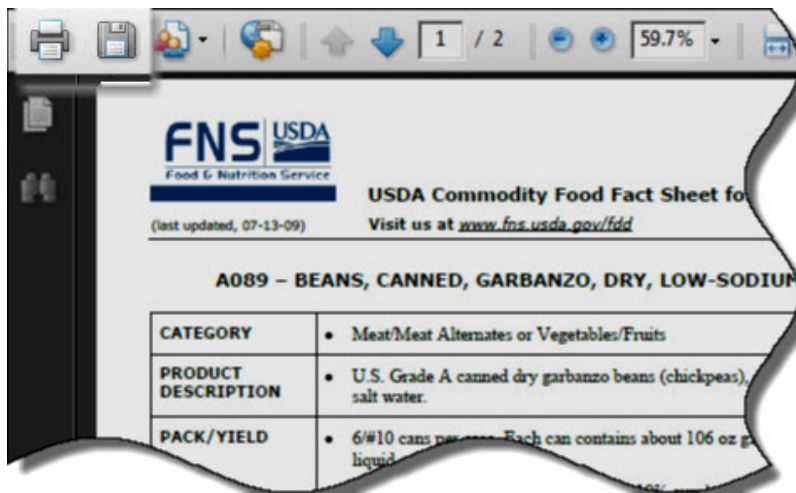 1 / 2 59.7%
FNS USDA
Food & Nutrition Service
USDA Commodity Food Fact Sheet fo
(last updated, 07-13-09) Visit us at www.fns.usda.gov/fdd
A089 – BEANS, CANNED, GARBANZO, DRY, LOW-SODIUM
CATEGORY • Meat/Meat Alternates or Vegetables/Fruits
PRODUCT DESCRIPTION • U.S. Grade A canned dry garbanzo beans (chickpeas),
salt water.
PACK/YIELD • 6/#10 cans per case. Each can contains about 106 oz
liquid